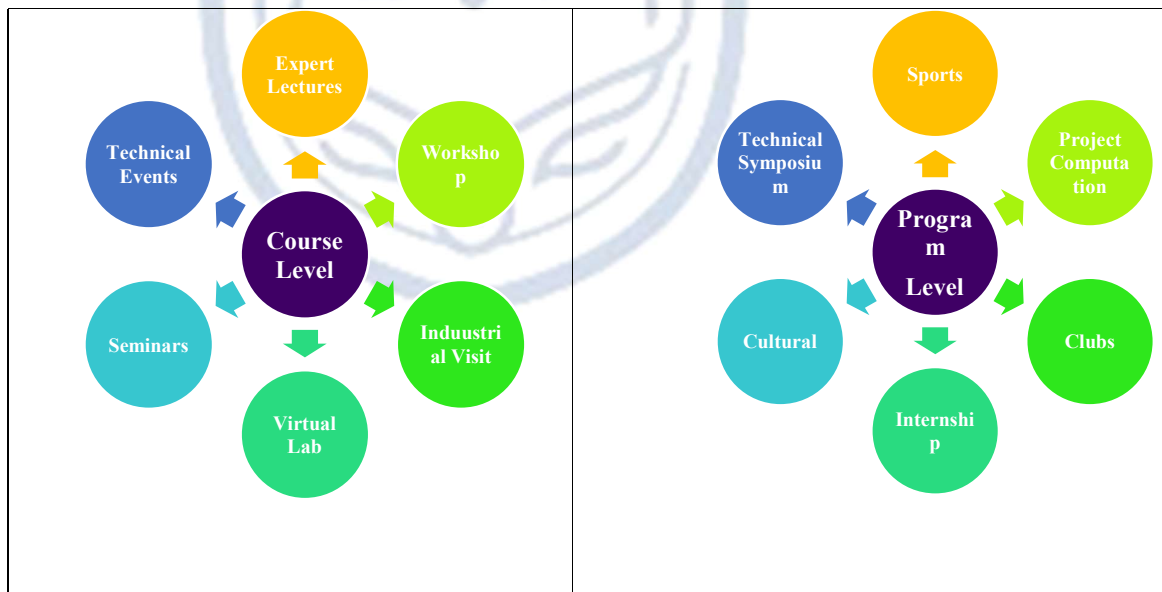 Expert
Lectures
Worksho
p
Induustri
al Visit
Virtual
Lab
Seminars
Technical
Events
Course
Level
Sports
Project
Computa
tion
Clubs
Internshi
p
Cultural
Technical
Symposiu
m
Progra
m
Level